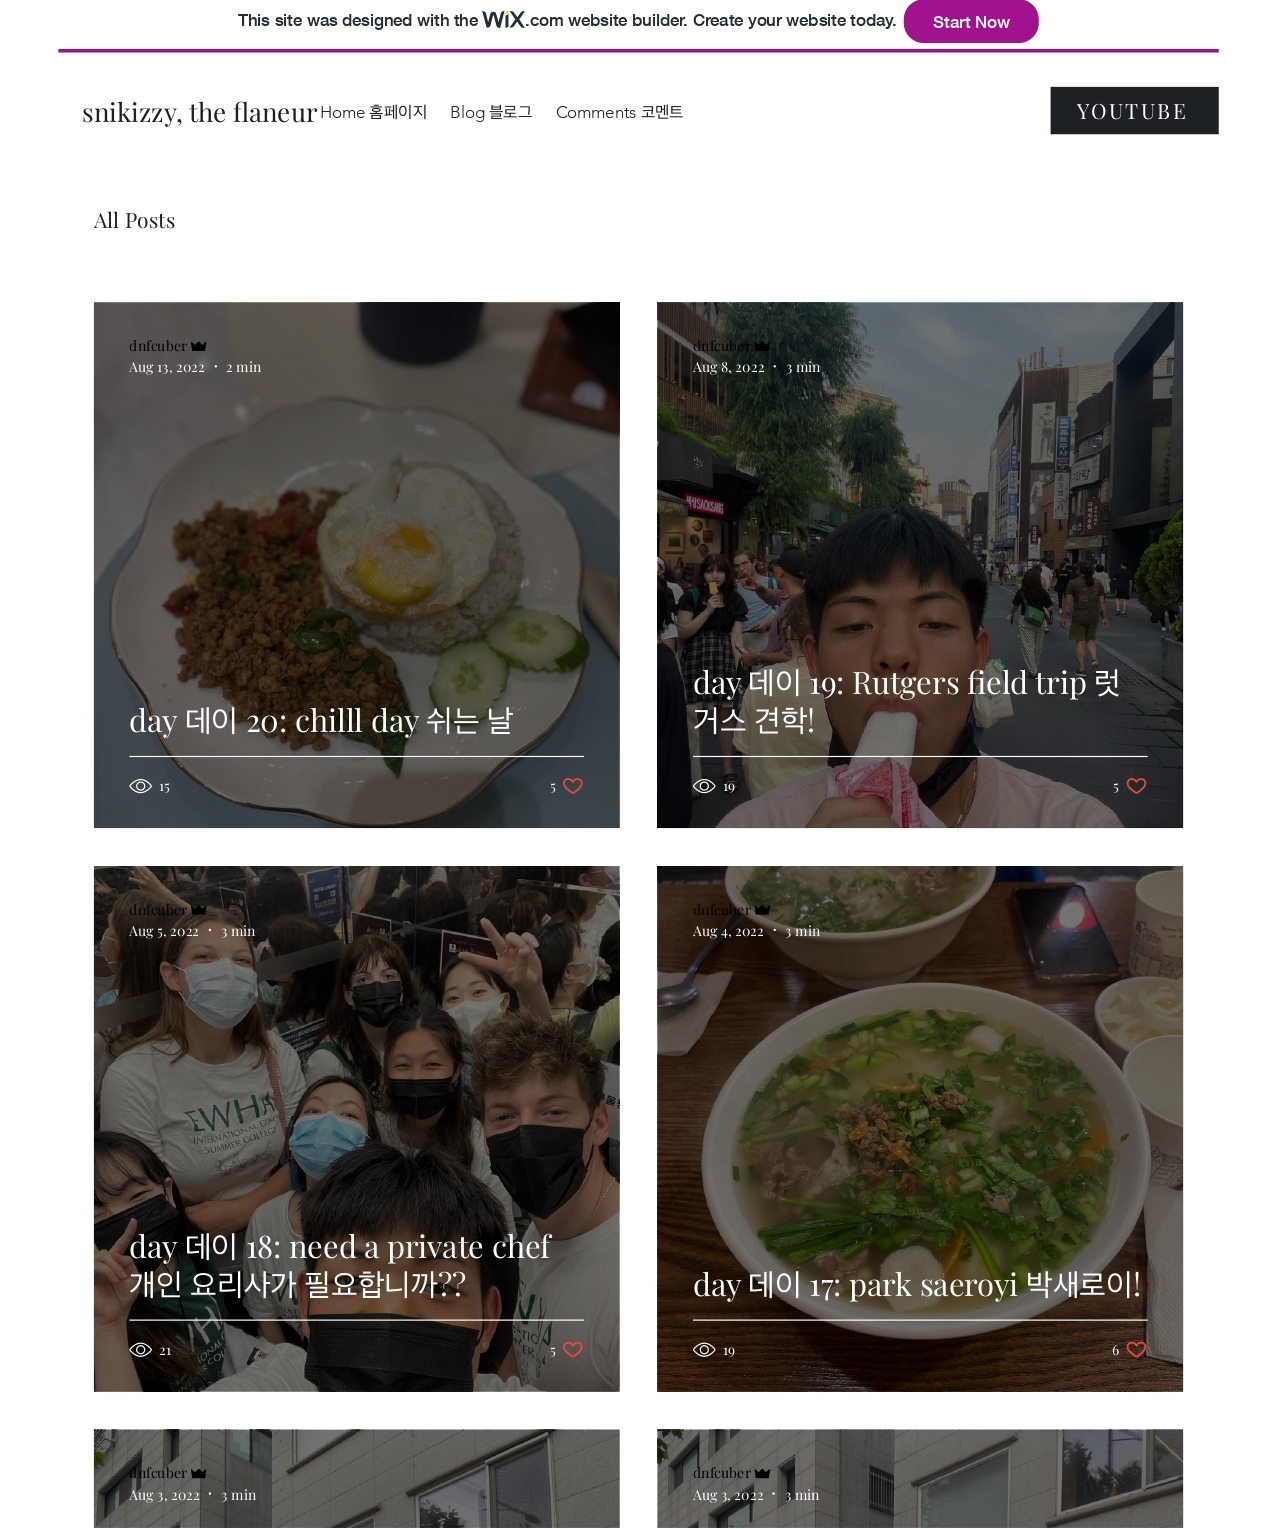 This site was designed with the WiX.com website builder. Create your website today. Start Now
snikizzy, the flaneur Home 홈페이지 Blog 블로그 Comments 코멘트 YOUTUBE
All Posts
dnfcuber
Aug 13, 2022 · 2 min
day 데이 20: chilll day 쉬는 날
15 5
dnfcuber
Aug 8, 2022 · 3 min
day 데이 19: Rutgers field trip 럿
거스 견학!
19 5
dnfcuber
Aug 5, 2022 · 3 min
EWHA
INTERNATIONAL CO
SUMMER COLLEGE
day 데이 18: need a private chef
개인 요리사가 필요합니까??
21 5
dnfcuber
Aug 4, 2022 · 3 min
day 데이 17: park saeroyi 박새로이!
19 6
dnfcuber
Aug 3, 2022 · 3 min
dnfcuber
Aug 3, 2022 · 3 min